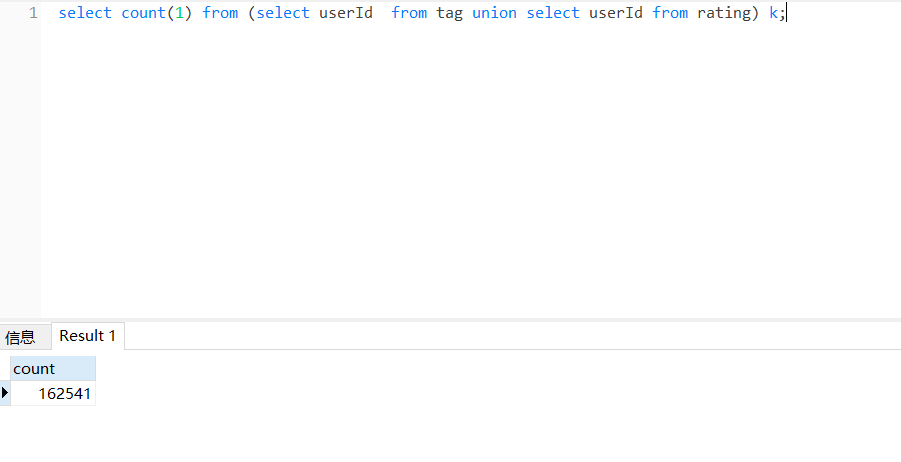 1 select count(1) from (select userId  from tag union select userId from rating) k;
信息 Result 1
count
162541